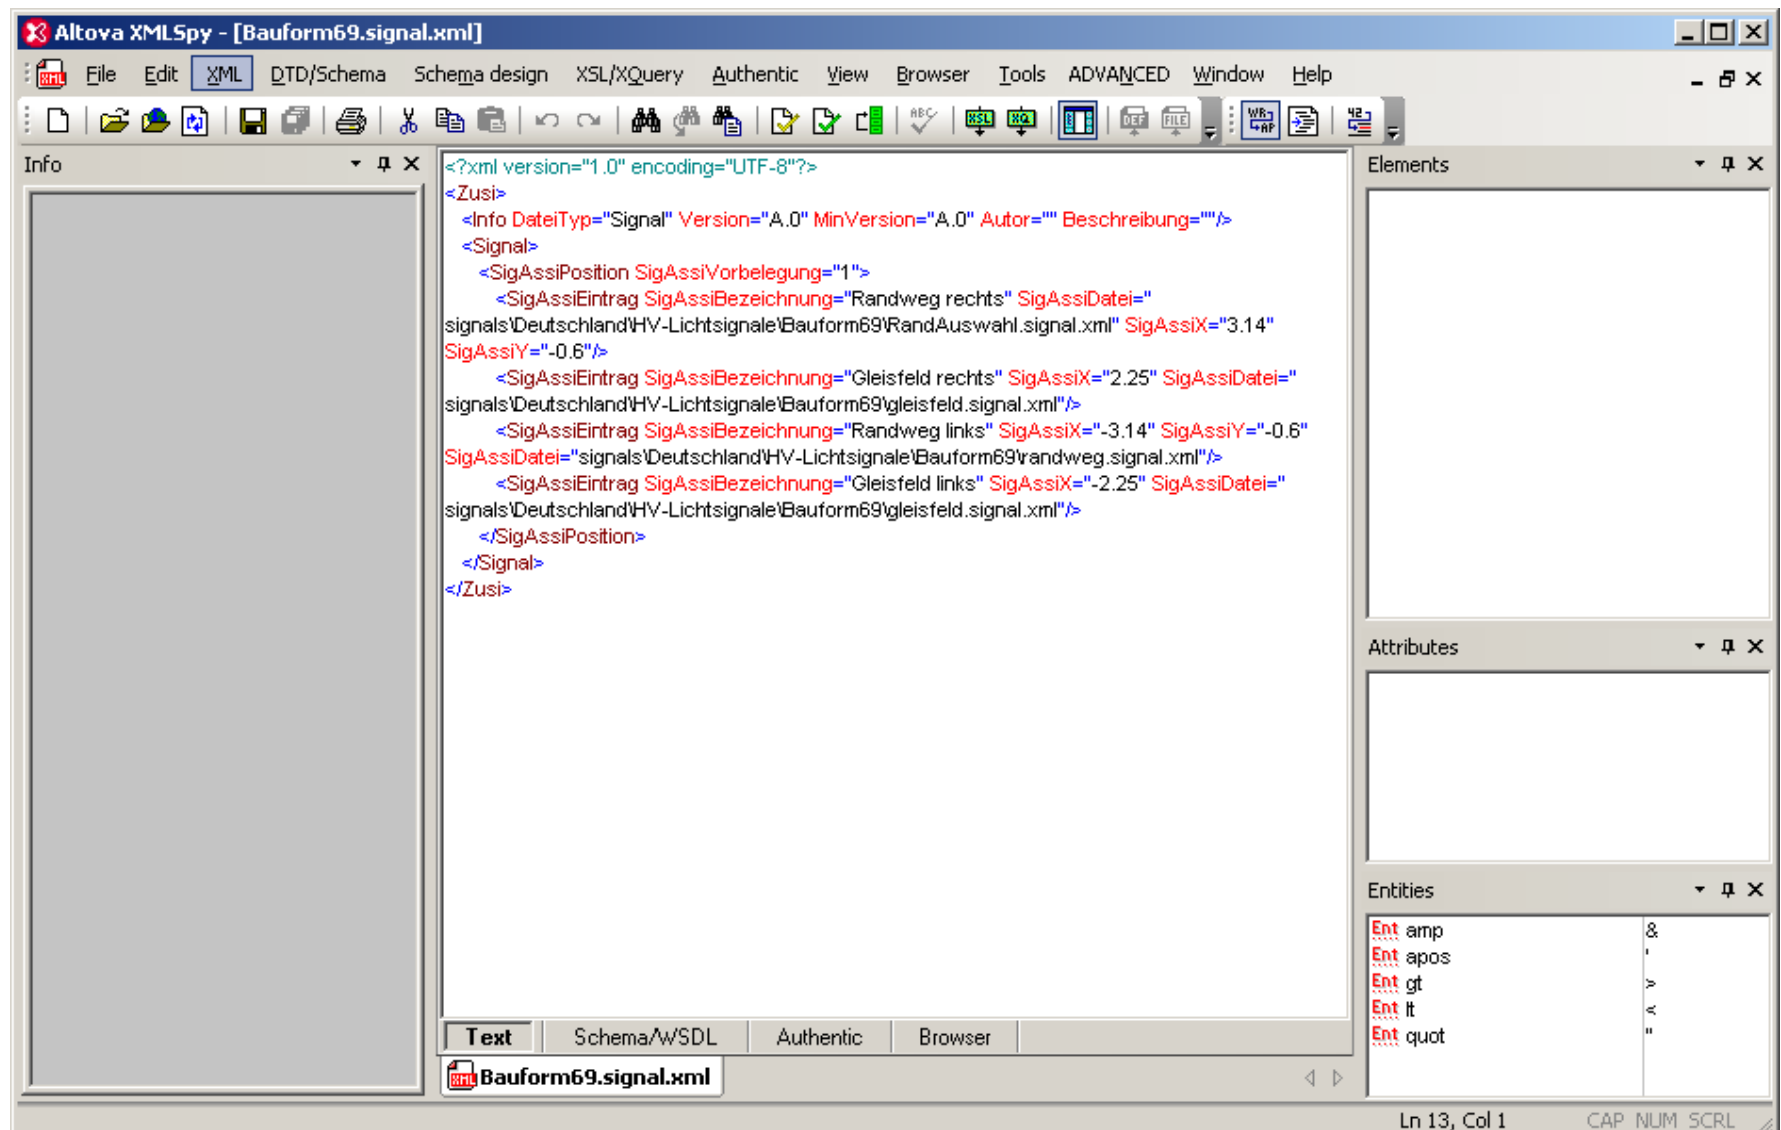 Altova XMLSpy - [Bauform69.signal.xml]
File Edit XML DTD/Schema Schema design XSL/XQuery Authentic View Browser Tools ADVANCED Window Help
Info
<?xml version="1.0" encoding="UTF-8"?>
<Zusi>
<Info DateiTyp="Signal" Version="A.0" MinVersion="A.0" Autor="" Beschreibung=""/>
<Signal>
<SigAssiPosition SigAssiVorbelegung="1">
<SigAssiEintrag SigAssiBezeichnung="Randweg rechts" SigAssiDatei="
signals\Deutschland\HV-Lichtsignale\Bauform69\RandAuswahl.signal.xml" SigAssiX="3.14"
SigAssiY="-0.6"/>
<SigAssiEintrag SigAssiBezeichnung="Gleisfeld rechts" SigAssiX="2.25" SigAssiDatei="
signals\Deutschland\HV-Lichtsignale\Bauform69\gleisfeld.signal.xml"/>
<SigAssiEintrag SigAssiBezeichnung="Randweg links" SigAssiX="-3.14" SigAssiY="-0.6"
SigAssiDatei="signals\Deutschland\HV-Lichtsignale\Bauform69\randweg.signal.xml"/>
<SigAssiEintrag SigAssiBezeichnung="Gleisfeld links" SigAssiX="-2.25" SigAssiDatei="
signals\Deutschland\HV-Lichtsignale\Bauform69\gleisfeld.signal.xml"/>
</SigAssiPosition>
</Signal>
</Zusi>
Elements
Attributes
Entities
Ent amp &
Ent apos '
Ent gt >
Ent lt <
Ent quot "
Text Schema/WSDL Authentic Browser
Bauform69.signal.xml
Ln 13, Col 1 CAP NUM SCRL